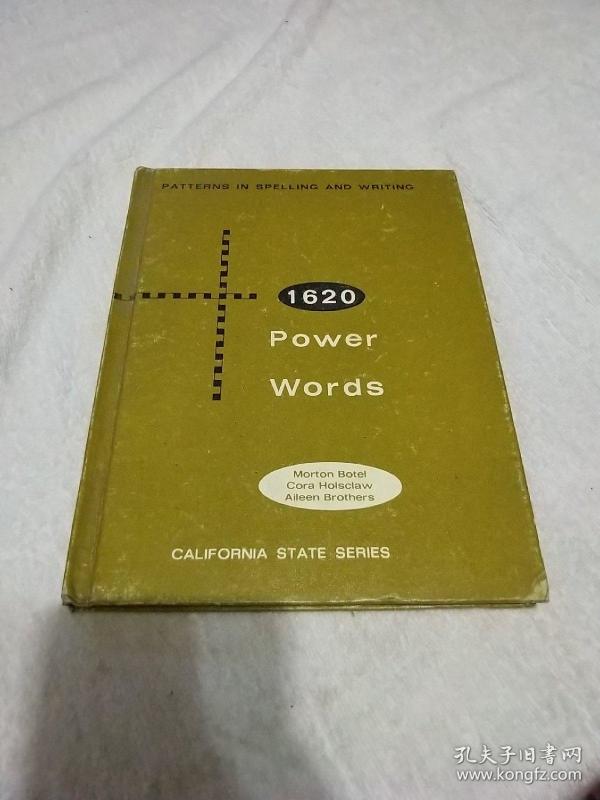 PATTERNS IN SPELLING AND WRITING
1620
Power
Words
Morton Botel
Cora Holsclaw
Aileen Brothers
CALIFORNIA STATE SERIES
孔夫子旧书网
www.kongfz.com